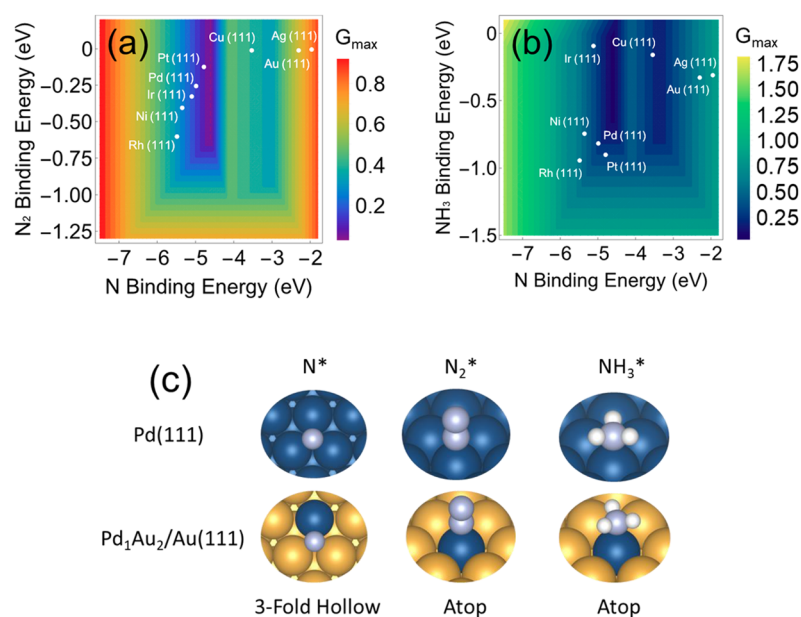 (a)
Cu (111)
Ag (111)
Pt (111)
Au (111)
Pd (111)
Ir (111)
Ni (111)
Rh (111)
N₂ Binding Energy (eV)
0
−0.25
−0.50
−0.75
−1.00
−1.25
−7 −6 −5 −4 −3 −2
N Binding Energy (eV)
Gmax
0.8
0.6
0.4
0.2
(b)
Cu (111)
Ir (111)
Ag (111)
Au (111)
Ni (111)
Pd (111)
Rh (111)
Pt (111)
NH₃ Binding Energy (eV)
0
−0.5
−1.0
−1.5
−7 −6 −5 −4 −3 −2
N Binding Energy (eV)
Gmax
1.75
1.50
1.25
1.00
0.75
0.50
0.25
(c)
N* N₂* NH₃*
Pd(111)
Pd₁Au₂/Au(111)
3-Fold Hollow Atop Atop